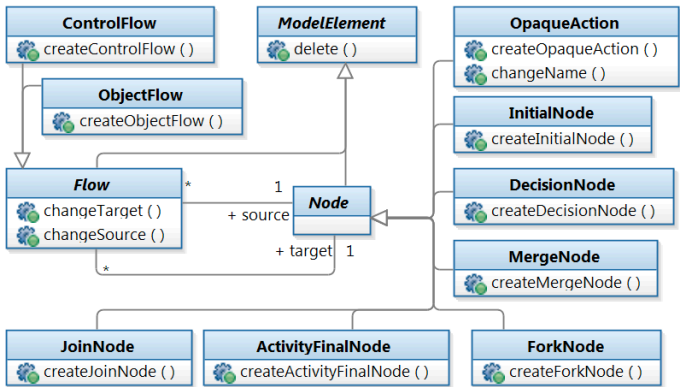 ControlFlow
createControlFlow ( )
ModelElement
delete ( )
OpaqueAction
createOpaqueAction ( )
changeName ( )
ObjectFlow
createObjectFlow ( )
InitialNode
createInitialNode ( )
Flow
changeTarget ( )
changeSource ( )
*
1
+ source
Node
+ target
1
*
DecisionNode
createDecisionNode ( )
MergeNode
createMergeNode ( )
JoinNode
createJoinNode ( )
ActivityFinalNode
createActivityFinalNode ( )
ForkNode
createForkNode ( )